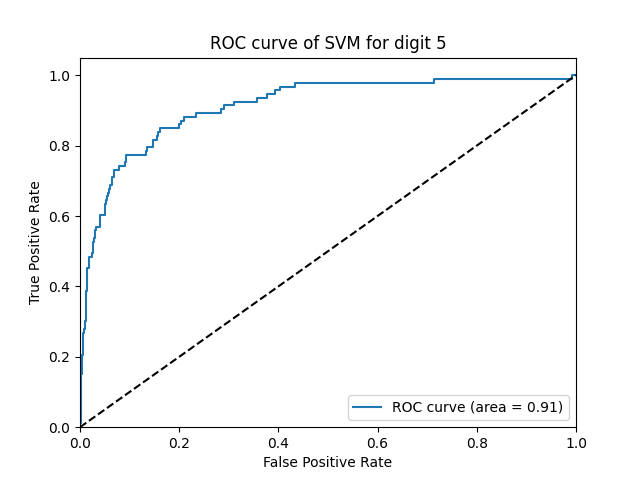 ROC curve of SVM for digit 5
True Positive Rate
1.0
0.8
0.6
0.4
0.2
0.0
ROC curve (area = 0.91)
0.0 0.2 0.4 0.6 0.8 1.0
False Positive Rate